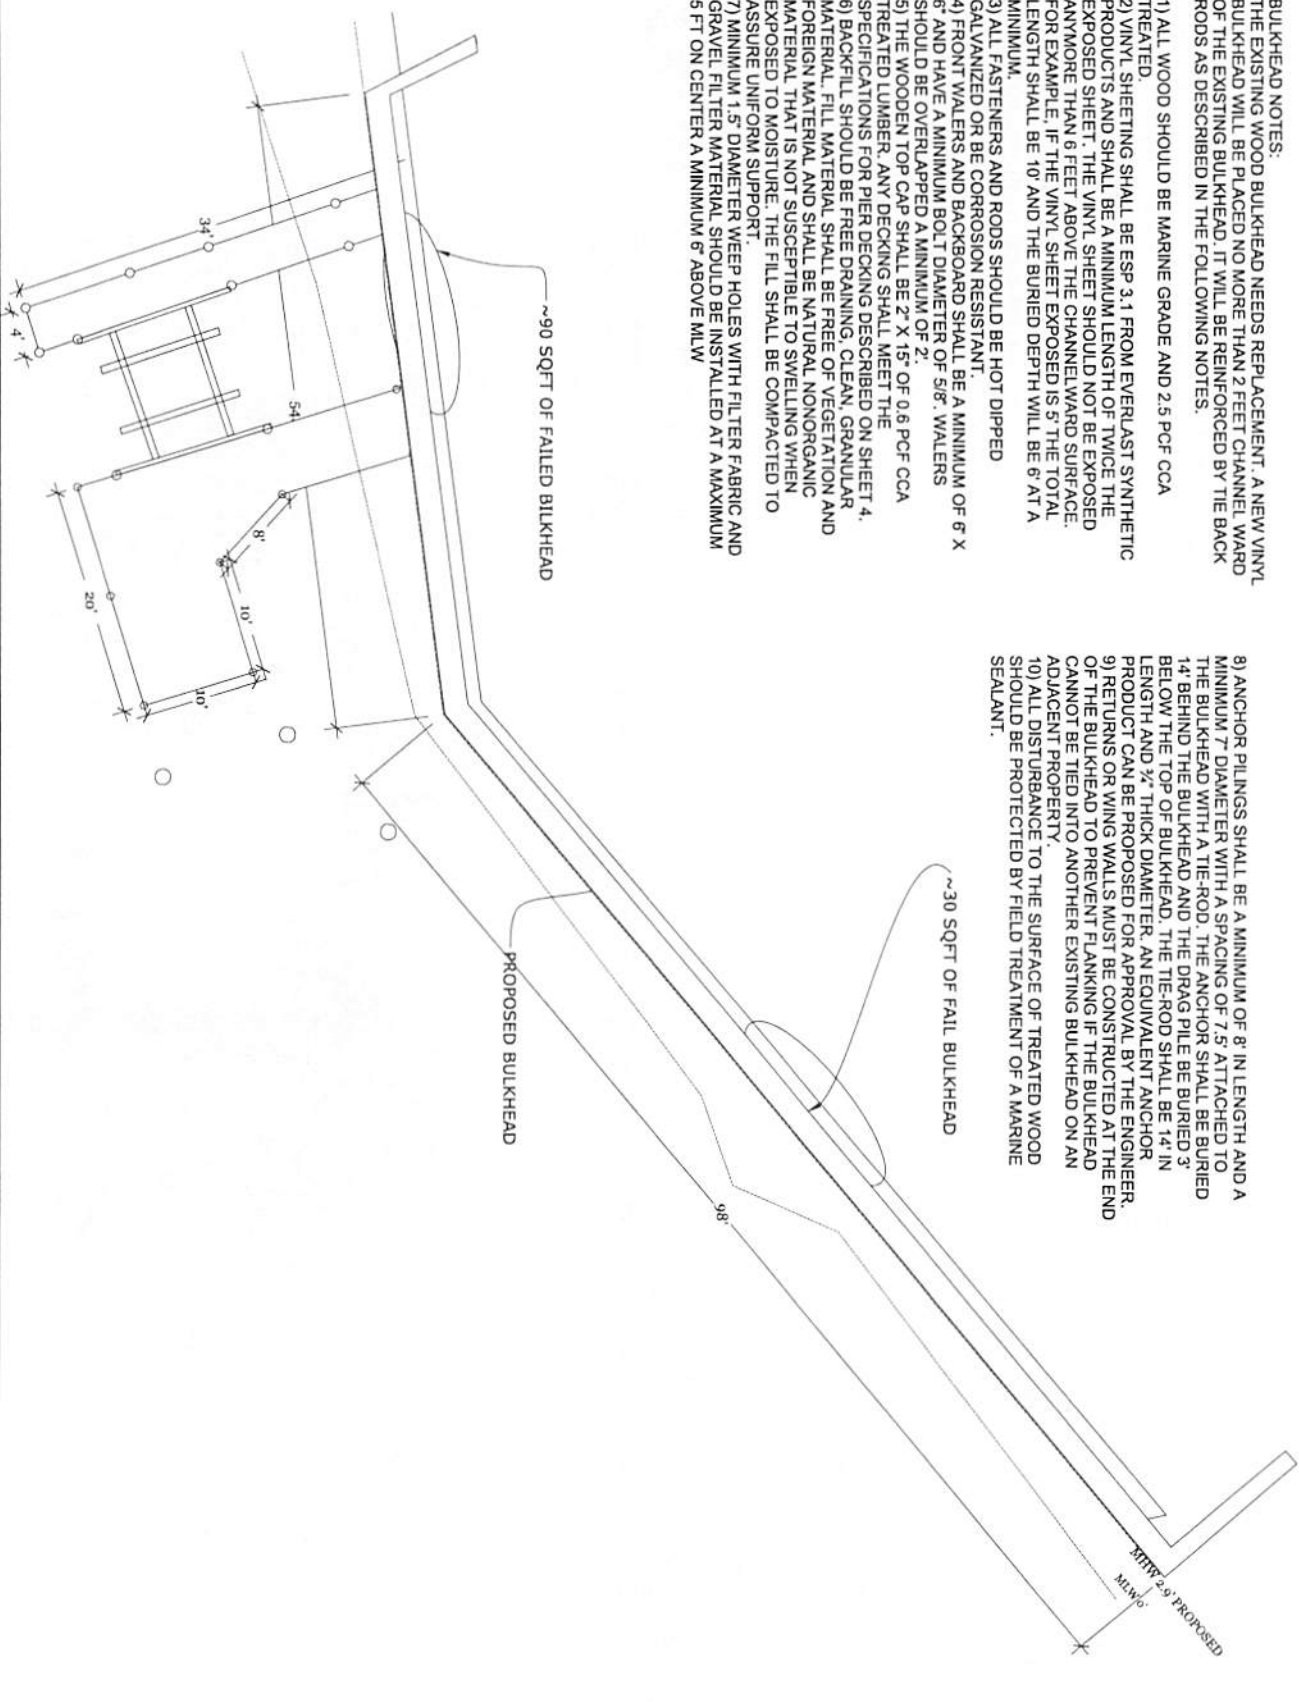 BULKHEAD NOTES:
THE EXISTING WOOD BULKHEAD NEEDS REPLACEMENT. A NEW VINYL
BULKHEAD WILL BE PLACED NO MORE THAN 2 FEET CHANNEL WARD
OF THE EXISTING BULKHEAD. IT WILL BE REINFORCED BY TIE BACK
RODS AS DESCRIBED IN THE FOLLOWING NOTES.
1) ALL WOOD SHOULD BE MARINE GRADE AND 2.5 PCF CCA
TREATED.
2) VINYL SHEETING SHALL BE ESP 3.1 FROM EVERLAST SYNTHETIC
PRODUCTS AND SHALL BE A MINIMUM LENGTH OF TWICE THE
EXPOSED SHEET. THE VINYL SHEET SHOULD NOT BE EXPOSED
ANYMORE THAN 6 FEET ABOVE THE CHANNELWARD SURFACE.
FOR EXAMPLE, IF THE VINYL SHEET EXPOSED IS 5' THE TOTAL
LENGTH SHALL BE 10' AND THE BURIED DEPTH WILL BE 6' AT A
MINIMUM.
3) ALL FASTENERS AND RODS SHOULD BE HOT DIPPED
GALVANIZED OR BE CORROSION RESISTANT.
4) FRONT WALERS AND BACKBOARD SHALL BE A MINIMUM OF 6" X
6" AND HAVE A MINIMUM BOLT DIAMETER OF 5/8". WALERS
SHOULD BE OVERLAPPED A MINIMUM OF 2'.
5) THE WOODEN TOP CAP SHALL BE 2" X 15" OF 0.6 PCF CCA
TREATED LUMBER. ANY DECKING SHALL MEET THE
SPECIFICATIONS FOR PIER DECKING DESCRIBED ON SHEET 4.
6) BACKFILL SHOULD BE FREE DRAINING, CLEAN, GRANULAR
MATERIAL. FILL MATERIAL SHALL BE FREE OF VEGETATION AND
FOREIGN MATERIAL AND SHALL BE NATURAL NONORGANIC
MATERIAL THAT IS NOT SUSCEPTIBLE TO SWELLING WHEN
EXPOSED TO MOISTURE. THE FILL SHALL BE COMPACTED TO
ASSURE UNIFORM SUPPORT.
7) MINIMUM 1.5" DIAMETER WEEP HOLES WITH FILTER FABRIC AND
GRAVEL FILTER MATERIAL SHOULD BE INSTALLED AT A MAXIMUM
5 FT ON CENTER A MINIMUM 6" ABOVE MLW
8) ANCHOR PILINGS SHALL BE A MINIMUM OF 8' IN LENGTH AND A
MINIMUM 7" DIAMETER WITH A SPACING OF 7.5' ATTACHED TO
THE BULKHEAD WITH A TIE-ROD. THE ANCHOR SHALL BE BURIED
14' BEHIND THE BULKHEAD AND THE DRAG PILE BE BURIED 3'
BELOW THE TOP OF BULKHEAD. THE TIE-ROD SHALL BE 14' IN
LENGTH AND ¾" THICK DIAMETER. AN EQUIVALENT ANCHOR
PRODUCT CAN BE PROPOSED FOR APPROVAL BY THE ENGINEER.
9) RETURNS OR WING WALLS MUST BE CONSTRUCTED AT THE END
OF THE BULKHEAD TO PREVENT FLANKING IF THE BULKHEAD
CANNOT BE TIED INTO ANOTHER EXISTING BULKHEAD ON AN
ADJACENT PROPERTY.
10) ALL DISTURBANCE TO THE SURFACE OF TREATED WOOD
SHOULD BE PROTECTED BY FIELD TREATMENT OF A MARINE
SEALANT.
~90 SQFT OF FAILED BILKHEAD
~30 SQFT OF FAIL BULKHEAD
PROPOSED BULKHEAD
MHW 2.9' PROPOSED
MLW 0'
98'
54'
34'
4'
8'
10'
10'
20'